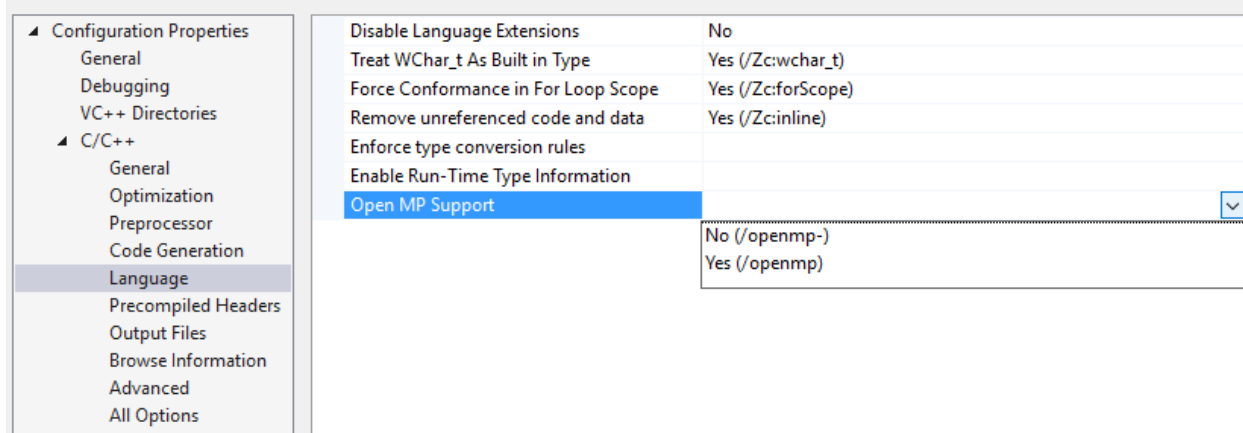 Configuration Properties
General
Debugging
VC++ Directories
C/C++
General
Optimization
Preprocessor
Code Generation
Language
Precompiled Headers
Output Files
Browse Information
Advanced
All Options
Disable Language Extensions No
Treat WChar_t As Built in Type Yes (/Zc:wchar_t)
Force Conformance in For Loop Scope Yes (/Zc:forScope)
Remove unreferenced code and data Yes (/Zc:inline)
Enforce type conversion rules
Enable Run-Time Type Information
Open MP Support
No (/openmp-)
Yes (/openmp)